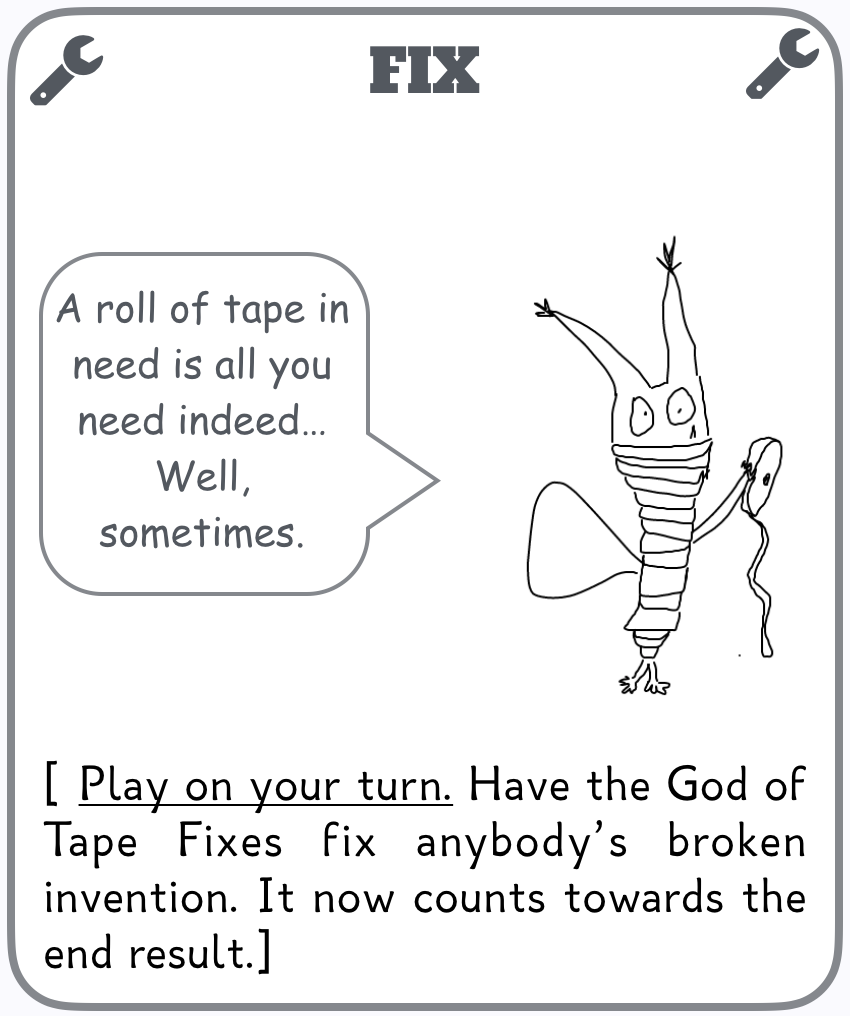 FIX
A roll of tape in
need is all you
need indeed...
Well,
sometimes.
[ Play on your turn. Have the God of
Tape Fixes fix anybody's broken
invention. It now counts towards the
end result.]